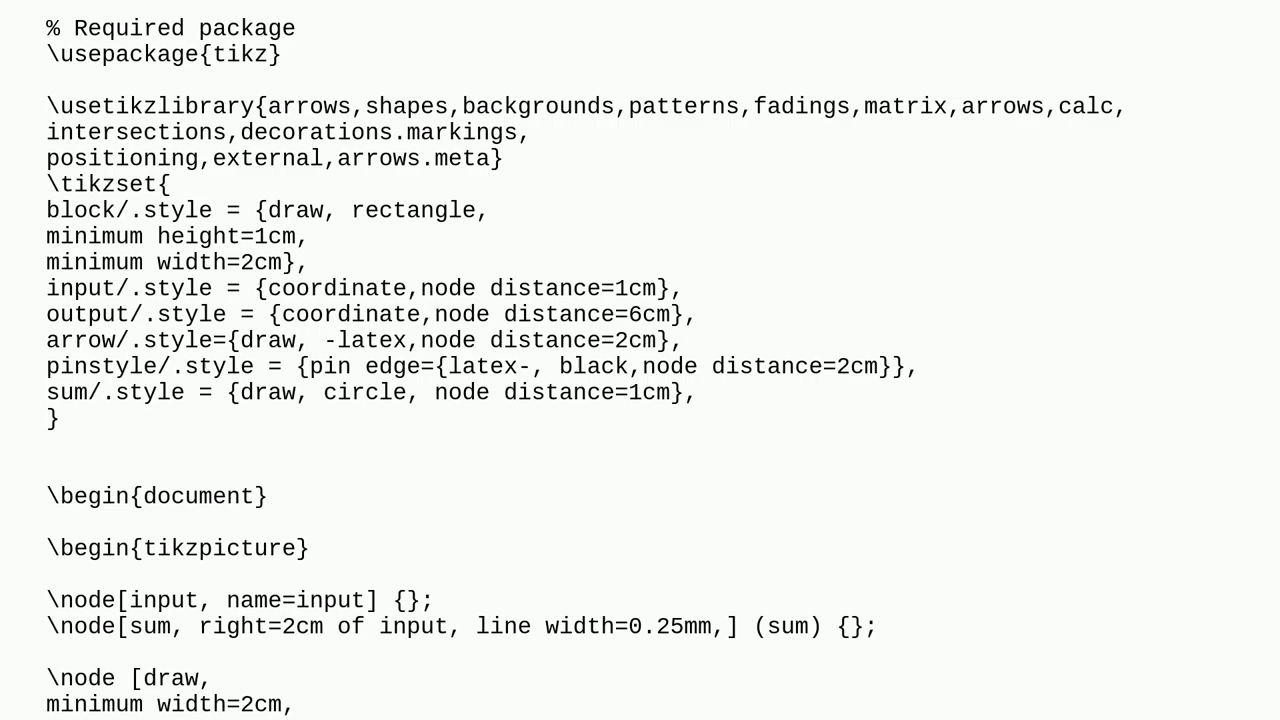 % Required package
\usepackage{tikz}
\usetikzlibrary{arrows,shapes,backgrounds,patterns,fadings,matrix,arrows,calc,
intersections,decorations.markings,
positioning,external,arrows.meta}
\tikzset{
block/.style = {draw, rectangle,
minimum height=1cm,
minimum width=2cm},
input/.style = {coordinate,node distance=1cm},
output/.style = {coordinate,node distance=6cm},
arrow/.style={draw, -latex,node distance=2cm},
pinstyle/.style = {pin edge={latex-, black,node distance=2cm}},
sum/.style = {draw, circle, node distance=1cm},
}
\begin{document}
\begin{tikzpicture}
\node[input, name=input] {};
\node[sum, right=2cm of input, line width=0.25mm,] (sum) {};
\node [draw,
minimum width=2cm,